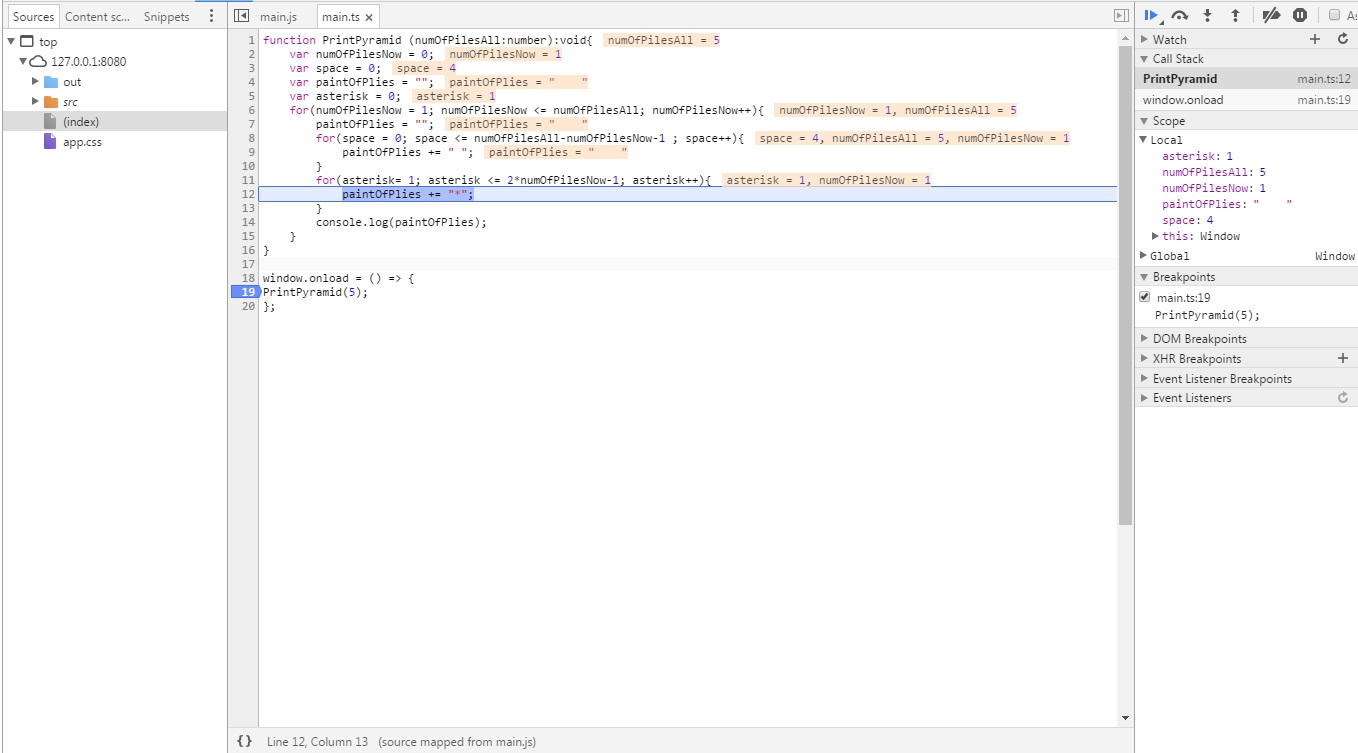 Sources Content sc... Snippets
top
127.0.0.1:8080
out
src
(index)
app.css
main.js main.ts ×
1 function PrintPyramid (numOfPilesAll:number):void{ numOfPilesAll = 5
2 var numOfPilesNow = 0; numOfPilesNow = 1
3 var space = 0; space = 4
4 var paintOfPlies = ""; paintOfPlies = "    "
5 var asterisk = 0; asterisk = 1
6 for(numOfPilesNow = 1; numOfPilesNow <= numOfPilesAll; numOfPilesNow++){ numOfPilesNow = 1, numOfPilesAll = 5
7 paintOfPlies = ""; paintOfPlies = "    "
8 for(space = 0; space <= numOfPilesAll-numOfPilesNow-1 ; space++){ space = 4, numOfPilesAll = 5, numOfPilesNow = 1
9 paintOfPlies += " "; paintOfPlies = "    "
10 }
11 for(asterisk= 1; asterisk <= 2*numOfPilesNow-1; asterisk++){ asterisk = 1, numOfPilesNow = 1
12 paintOfPlies += "*";
13 }
14 console.log(paintOfPlies);
15 }
16 }
17
18 window.onload = () => {
19 PrintPyramid(5);
20 };
{} Line 12, Column 13 (source mapped from main.js)
As
Watch
Call Stack
PrintPyramid main.ts:12
window.onload main.ts:19
Scope
Local
asterisk: 1
numOfPilesAll: 5
numOfPilesNow: 1
paintOfPlies: "    "
space: 4
this: Window
Global Window
Breakpoints
main.ts:19
PrintPyramid(5);
DOM Breakpoints
XHR Breakpoints
Event Listener Breakpoints
Event Listeners